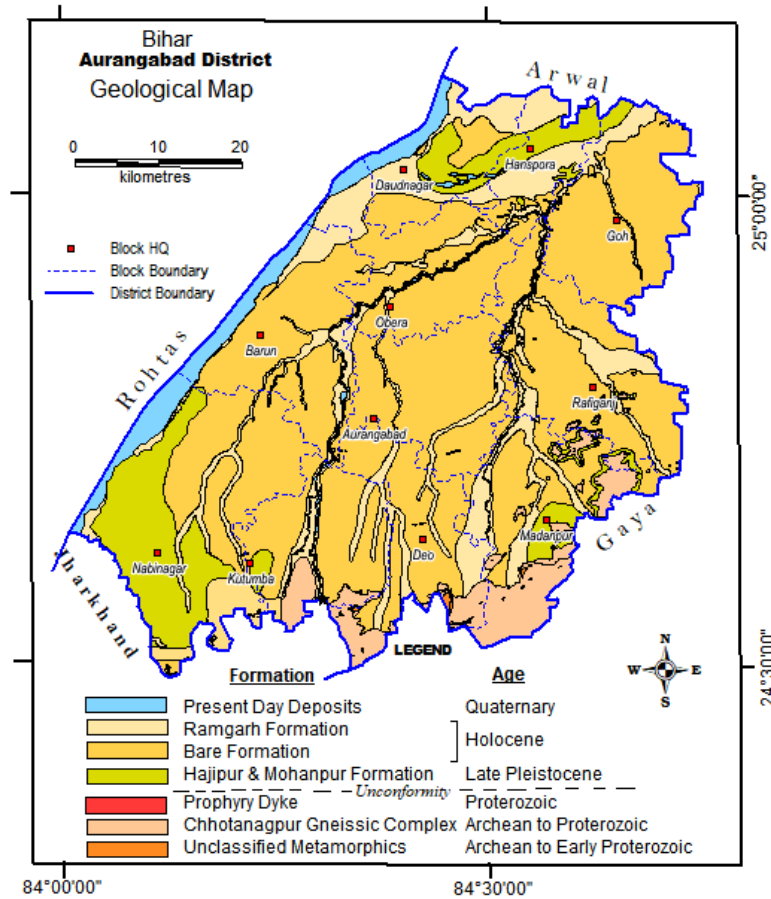 Bihar
Aurangabad District
Geological Map
0 10 20
kilometres
Block HQ
Block Boundary
District Boundary
Arwal
Rohtas
Jharkhand
Gaya
Daudnagar
Hanspora
Goh
Obera
Barun
Rafiganj
Aurangabad
Madanpur
Deo
Nabinagar
Kutumba
25°00'00"
24°30'00"
N
W E
S
LEGEND
Formation Age
Present Day Deposits Quaternary
Ramgarh Formation
Holocene
Bare Formation
Hajipur & Mohanpur Formation Late Pleistocene
Unconformity
Prophyry Dyke Proterozoic
Chhotanagpur Gneissic Complex Archean to Proterozoic
Unclassified Metamorphics Archean to Early Proterozoic
84°00'00" 84°30'00"